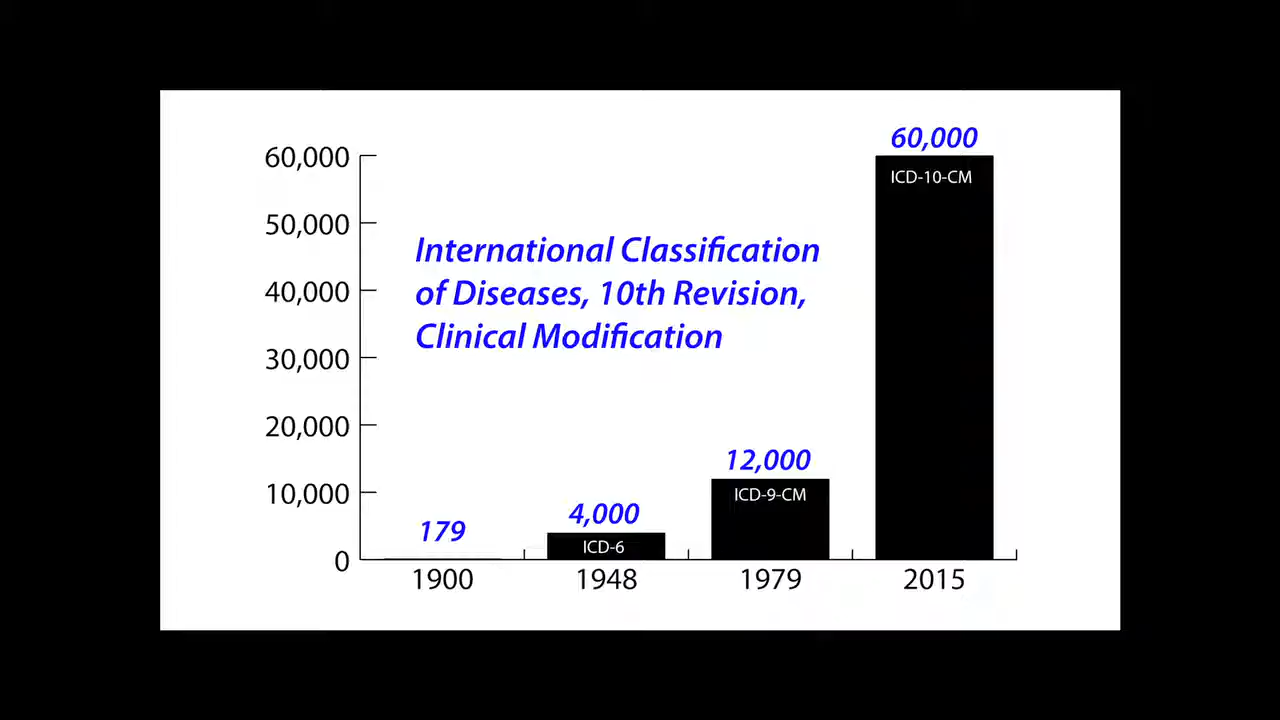 60,000
60,000
ICD-10-CM
50,000
International Classification
of Diseases, 10th Revision,
Clinical Modification
40,000
30,000
20,000
12,000
ICD-9-CM
10,000
4,000
ICD-6
179
0
1900
1948
1979
2015